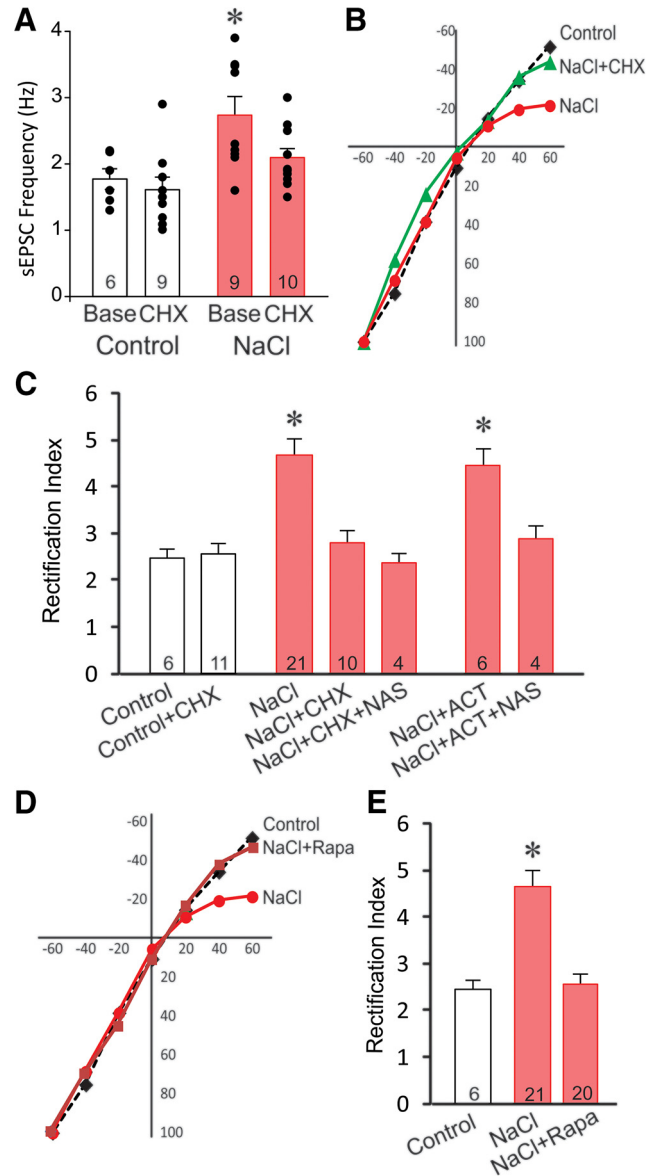 A
sEPSC Frequency (Hz)
4
3
2
1
0
*
6
9
9
10
Base CHX Base CHX
Control NaCl
B
-60
-40
-20
Control
NaCl+CHX
NaCl
-60 -40 -20 20 40 60
20
40
60
80
100
C
Rectification Index
6
5
4
3
2
1
0
* *
6 11 21 10 4 6 4
Control
Control+CHX
NaCl
NaCl+CHX
NaCl+CHX+NAS
NaCl+ACT
NaCl+ACT+NAS
D
-60
-40
-20
Control
NaCl+Rapa
NaCl
-60 -40 -20 20 40 60
20
40
60
80
100
E
Rectification Index
6
5
4
3
2
1
0
*
6 21 20
Control
NaCl
NaCl+Rapa